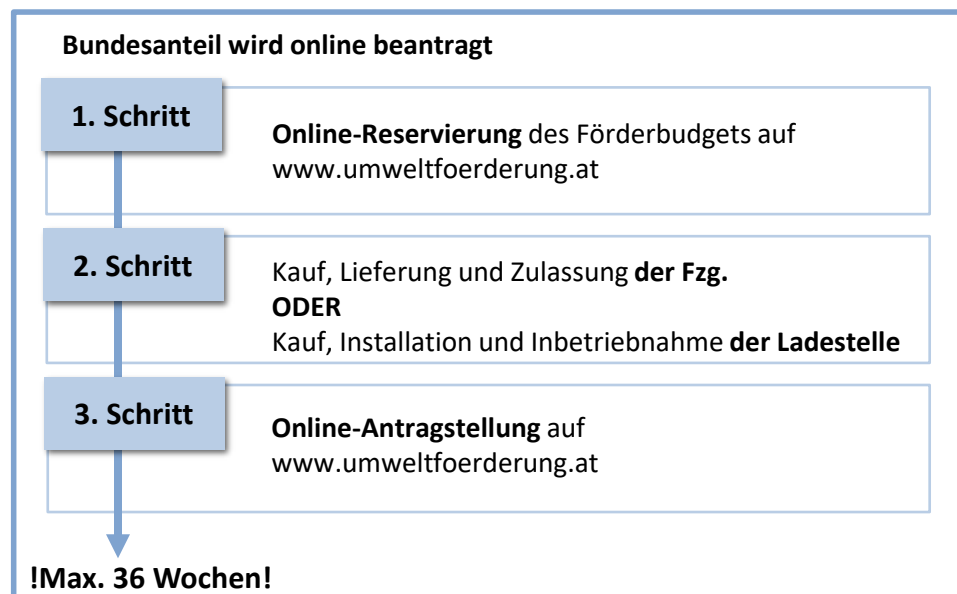 Bundesanteil wird online beantragt
1. Schritt
Online-Reservierung des Förderbudgets auf
www.umweltfoerderung.at
2. Schritt
Kauf, Lieferung und Zulassung der Fzg.
ODER
Kauf, Installation und Inbetriebnahme der Ladestelle
3. Schritt
Online-Antragstellung auf
www.umweltfoerderung.at
!Max. 36 Wochen!